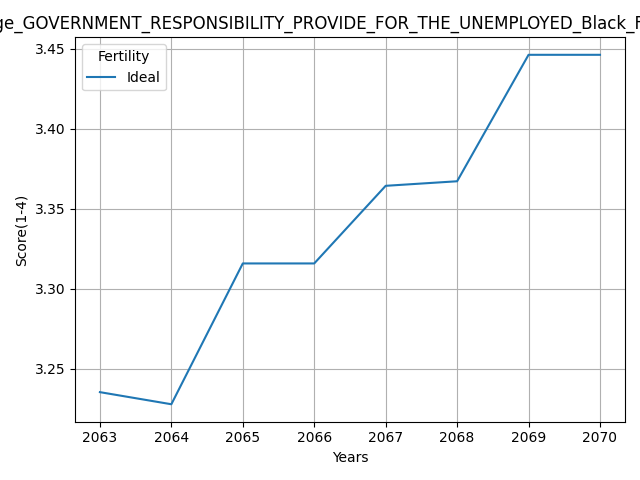 ge_GOVERNMENT_RESPONSIBILITY_PROVIDE_FOR_THE_UNEMPLOYED_Black_F
Fertility
Ideal
3.45
3.40
3.35
3.30
3.25
Score(1-4)
2063 2064 2065 2066 2067 2068 2069 2070
Years